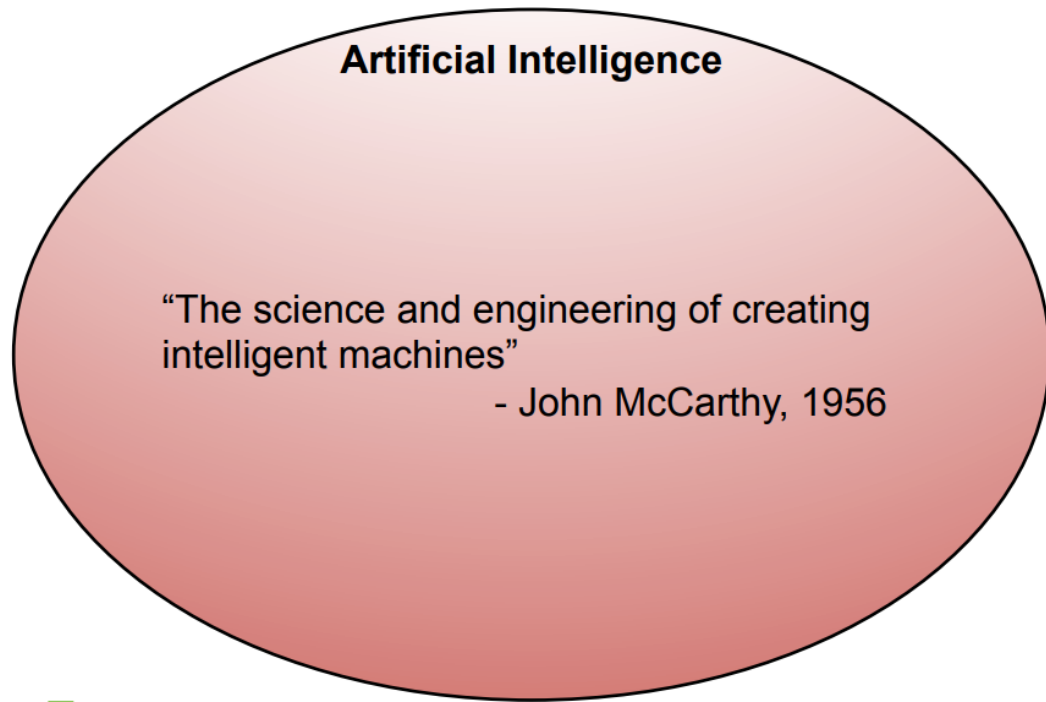 Artificial Intelligence
“The science and engineering of creating
intelligent machines”
- John McCarthy, 1956